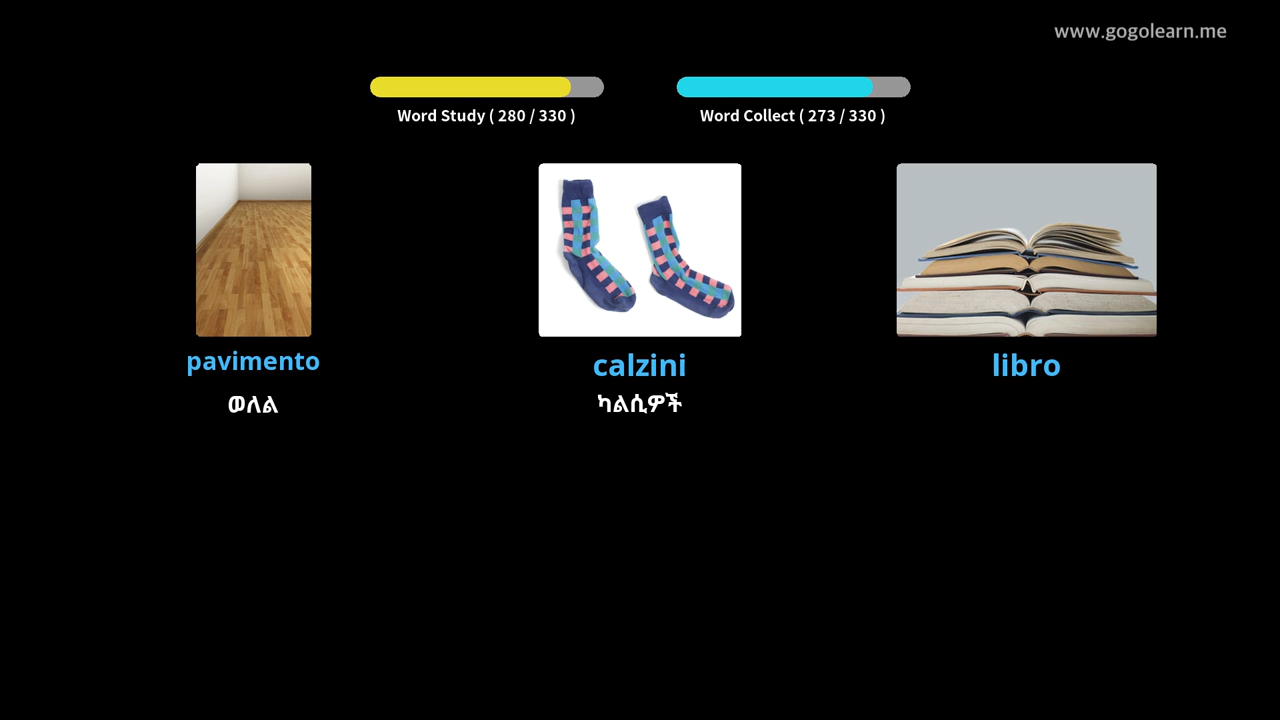 www.gogolearn.me
Word Study ( 280 / 330 )
Word Collect ( 273 / 330 )
pavimento
calzini
libro
ወለል
ካልሲዎች